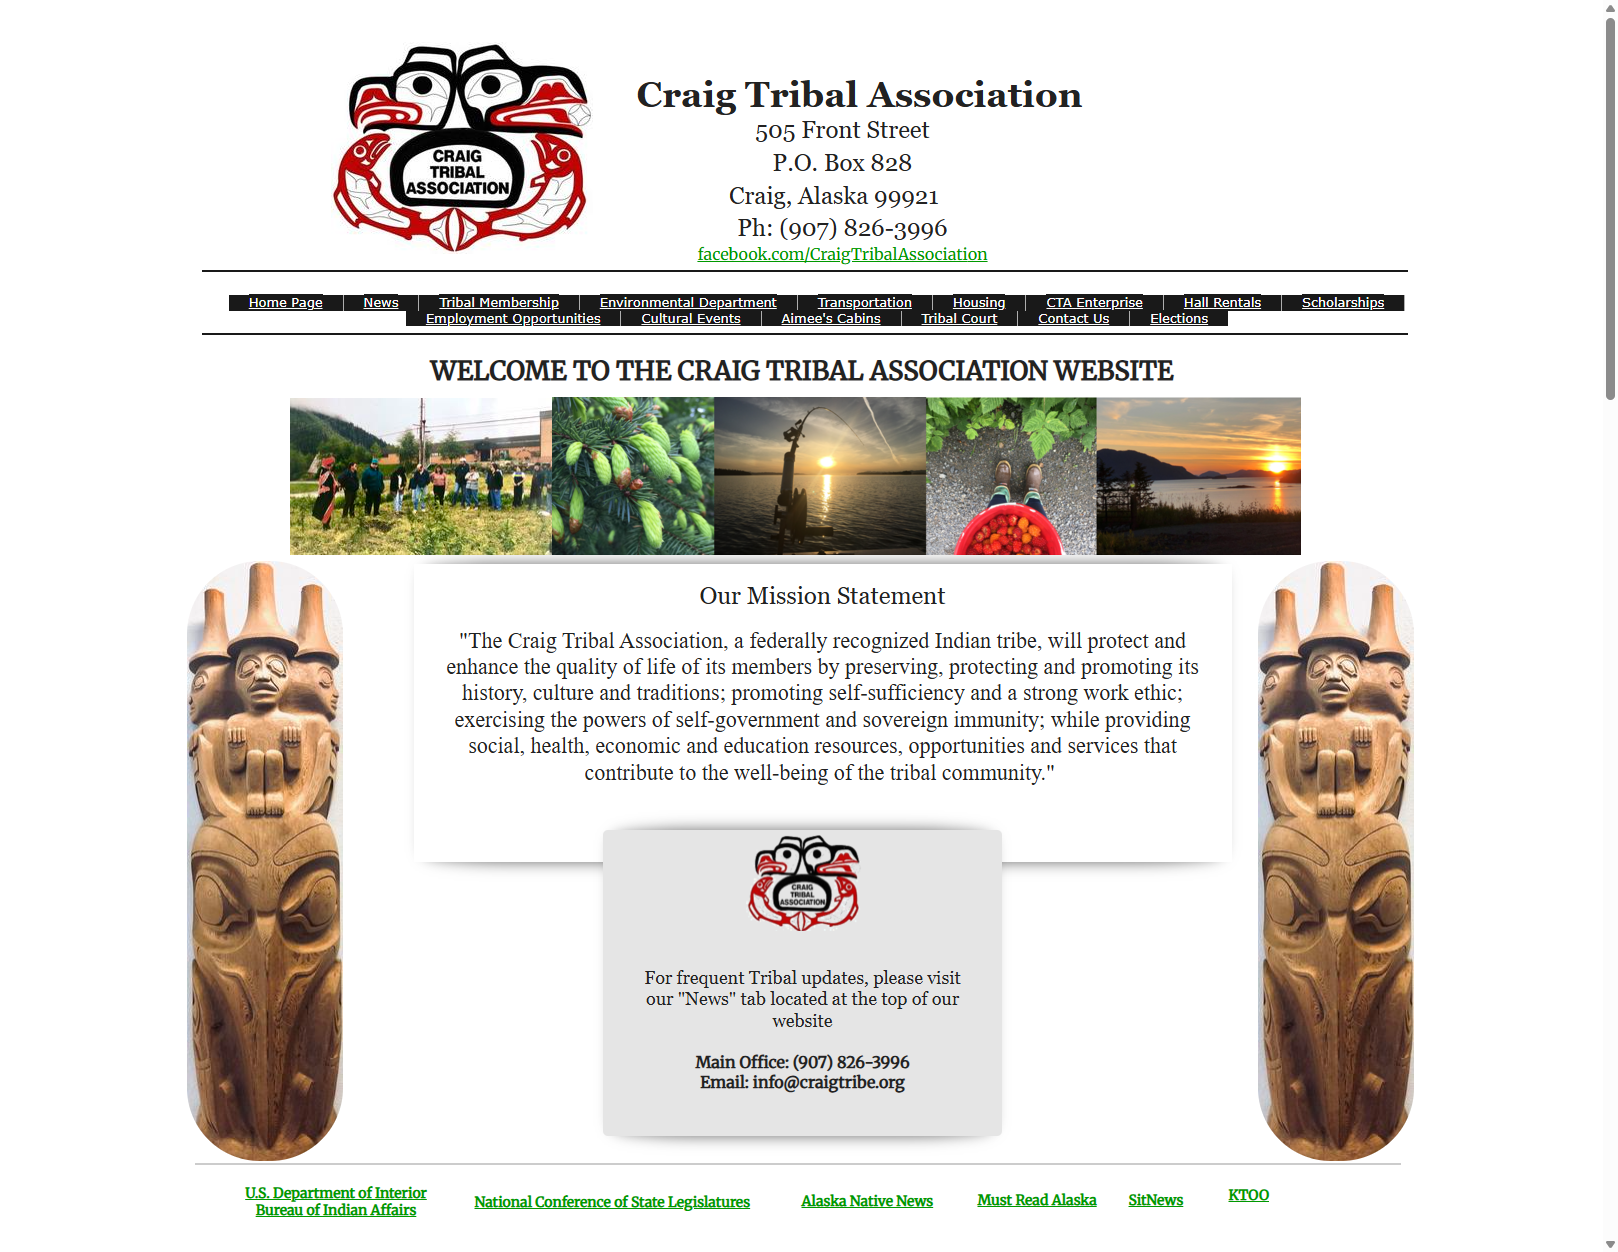 CRAIG
TRIBAL
ASSOCIATION
Craig Tribal Association
505 Front Street
P.O. Box 828
Craig, Alaska 99921
Ph: (907) 826-3996
facebook.com/CraigTribalAssociation
Home Page News Tribal Membership Environmental Department Transportation Housing CTA Enterprise Hall Rentals Scholarships
Employment Opportunities Cultural Events Aimee's Cabins Tribal Court Contact Us Elections
WELCOME TO THE CRAIG TRIBAL ASSOCIATION WEBSITE
Our Mission Statement
"The Craig Tribal Association, a federally recognized Indian tribe, will protect and
enhance the quality of life of its members by preserving, protecting and promoting its
history, culture and traditions; promoting self-sufficiency and a strong work ethic;
exercising the powers of self-government and sovereign immunity; while providing
social, health, economic and education resources, opportunities and services that
contribute to the well-being of the tribal community."
CRAIG
TRIBAL
ASSOCIATION
For frequent Tribal updates, please visit
our "News" tab located at the top of our
website
Main Office: (907) 826-3996
Email: info@craigtribe.org
U.S. Department of Interior
Bureau of Indian Affairs
National Conference of State Legislatures
Alaska Native News
Must Read Alaska
SitNews
KTOO